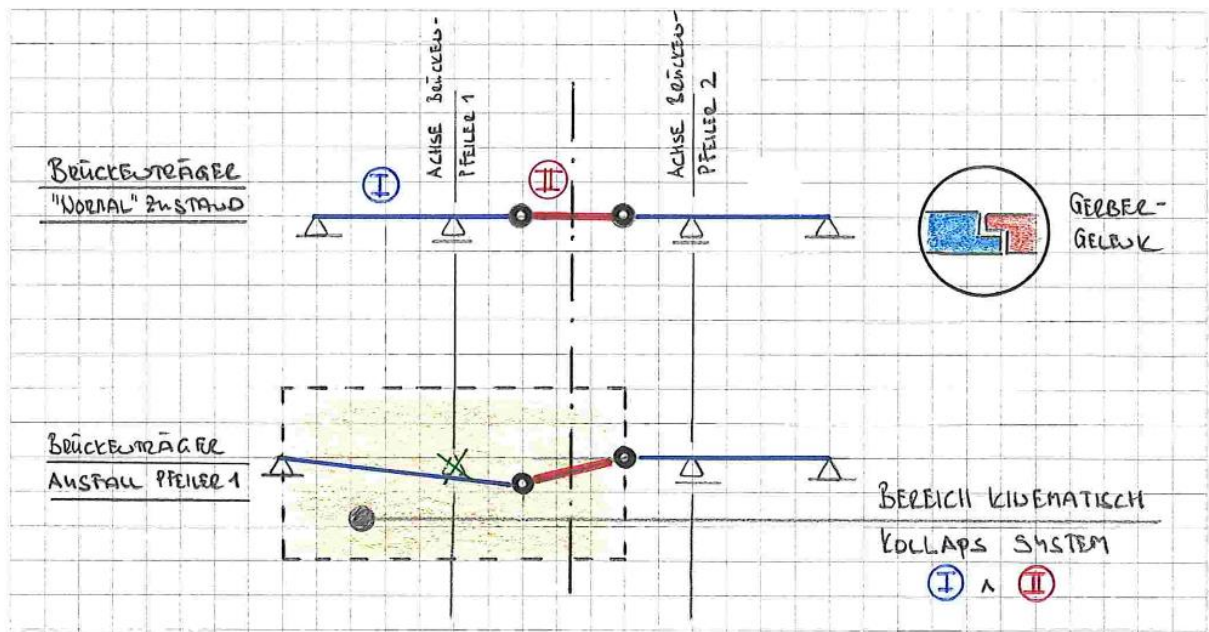 ACHSE BRÜCKEN-
PFEILER 1
ACHSE BRÜCKEN-
PFEILER 2
BRÜCKENTRÄGER
"NORMAL" ZUSTAND
I
II
GERBER-
GELENK
BRÜCKENTRÄGER
AUSFALL PFEILER 1
BEREICH KINEMATISCH
KOLLAPS SYSTEM
I ∧ II